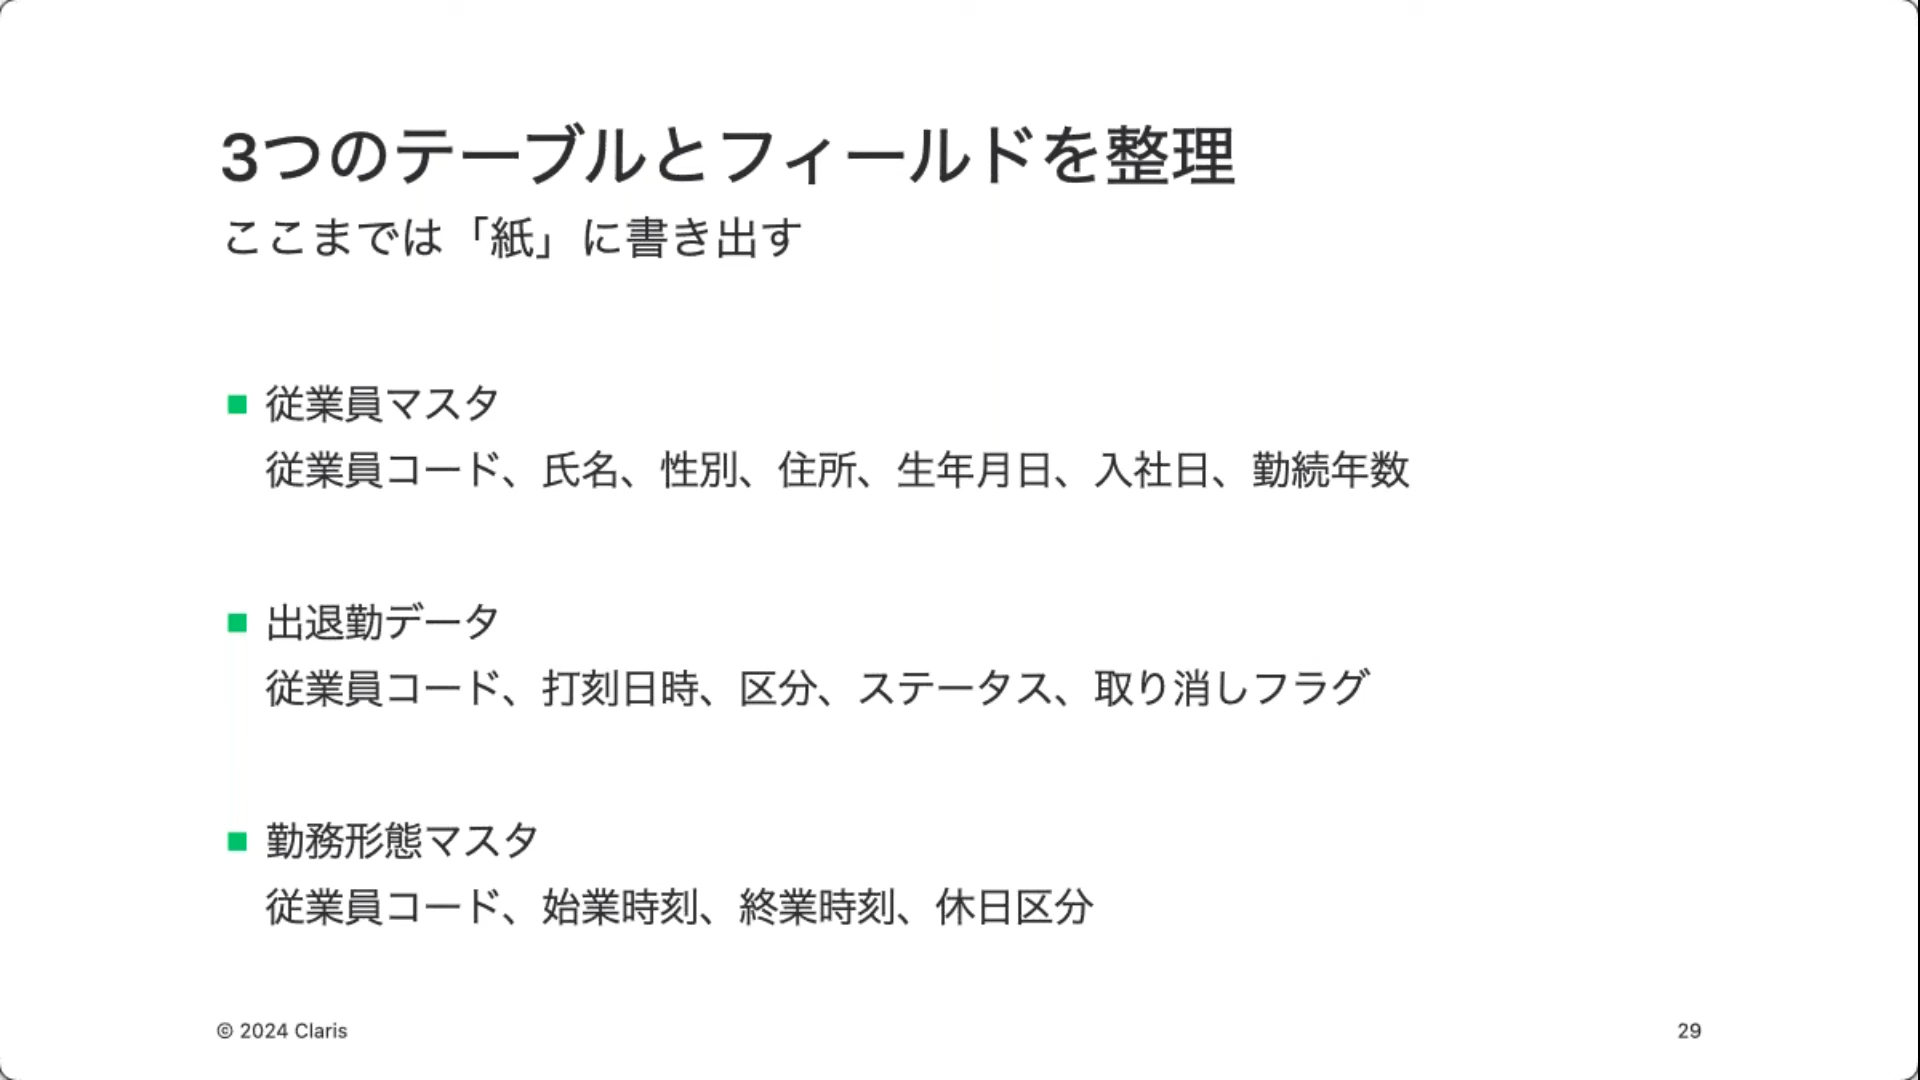 3つのテーブルとフィールドを整理
ここまでは「紙」に書き出す
従業員マスタ
従業員コード、氏名、性別、住所、生年月日、入社日、勤続年数
出退勤データ
従業員コード、打刻日時、区分、ステータス、取り消しフラグ
勤務形態マスタ
従業員コード、始業時刻、終業時刻、休日区分
© 2024 Claris
29